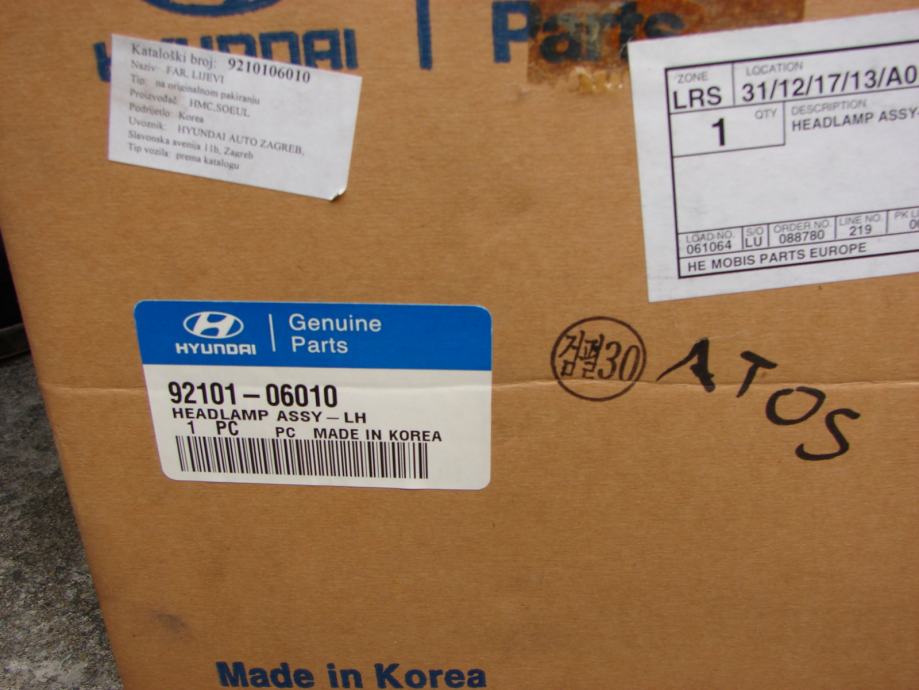 HYUNDAI
Parts
Kataloški broj: 9210106010
Naziv: FAR, LIJEVI
Tip: na originalnom pakiranju
Proizvođač: HMC,SOEUL
Podrijetlo: Korea
Uvoznik: HYUNDAI AUTO ZAGREB,
Slavonska avenija 11b, Zagreb
Tip vozila: prema katalogu
ZONE LOCATION
LRS 31/12/17/13/A0
1 QTY DESCRIPTION
HEADLAMP ASSY-
LOAD-NO. S/O ORDER NO. LINE NO. PK L
061064 LU 088780 219
HE MOBIS PARTS EUROPE
HYUNDAI
Genuine
Parts
92101-06010
HEADLAMP ASSY-LH
1 PC PC MADE IN KOREA
30
ATOS
Made in Korea